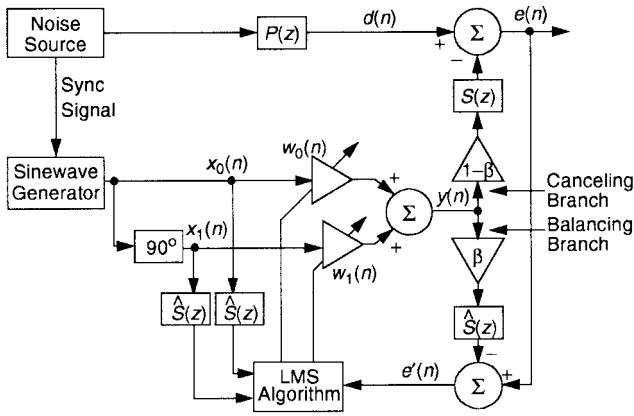 Noise
Source
P(z)
d(n)
+
Σ
e(n)
−
Sync
Signal
S(z)
w₀(n)
Sinewave
Generator
x₀(n)
+
1−β
Canceling
Branch
Σ
y(n)
Balancing
Branch
90°
x₁(n)
+
w₁(n)
β
Ŝ(z)
Ŝ(z)
Ŝ(z)
LMS
Algorithm
e′(n)
−
Σ
+